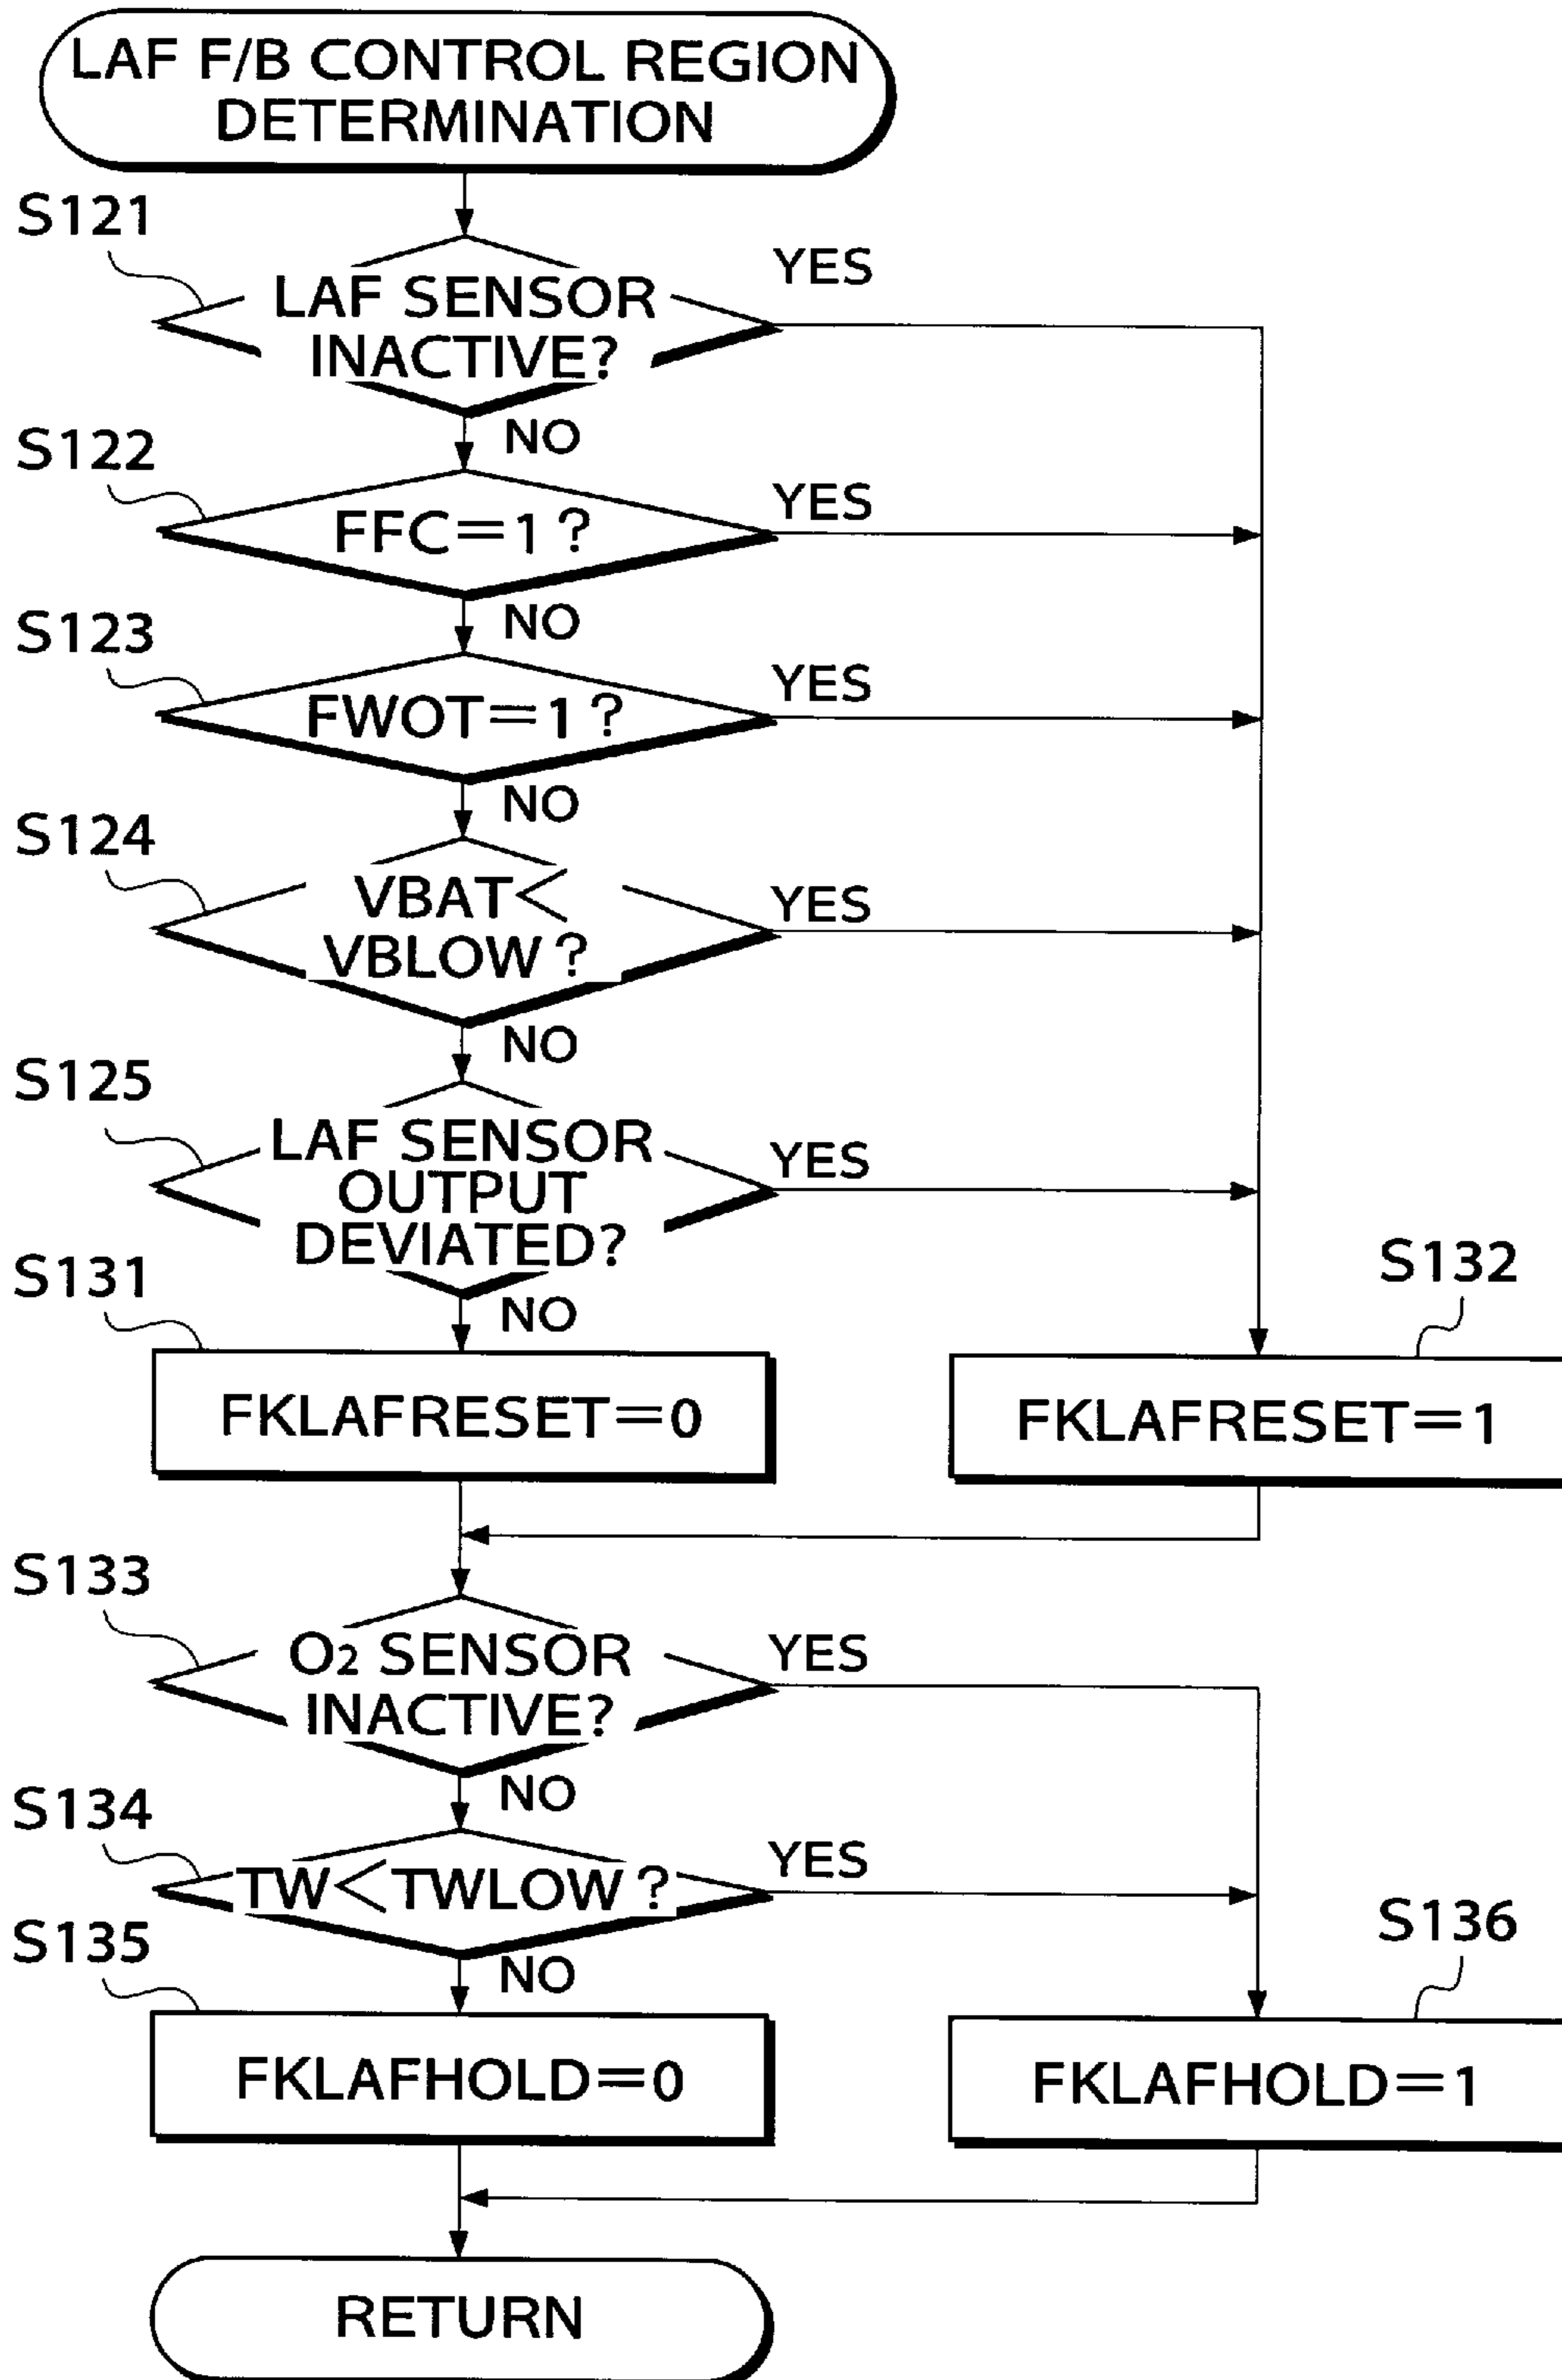 LAF F/B CONTROL REGION
DETERMINATION
S121
LAF SENSOR
INACTIVE?
YES
NO
S122
FFC=1?
YES
NO
S123
FWOT=1?
YES
NO
S124
VBAT<
VBLOW?
YES
NO
S125
LAF SENSOR
OUTPUT
DEVIATED?
YES
NO
S131
FKLAFRESET=0
S132
FKLAFRESET=1
S133
O2 SENSOR
INACTIVE?
YES
NO
S134
TW<TWLOW?
YES
NO
S135
FKLAFHOLD=0
S136
FKLAFHOLD=1
RETURN